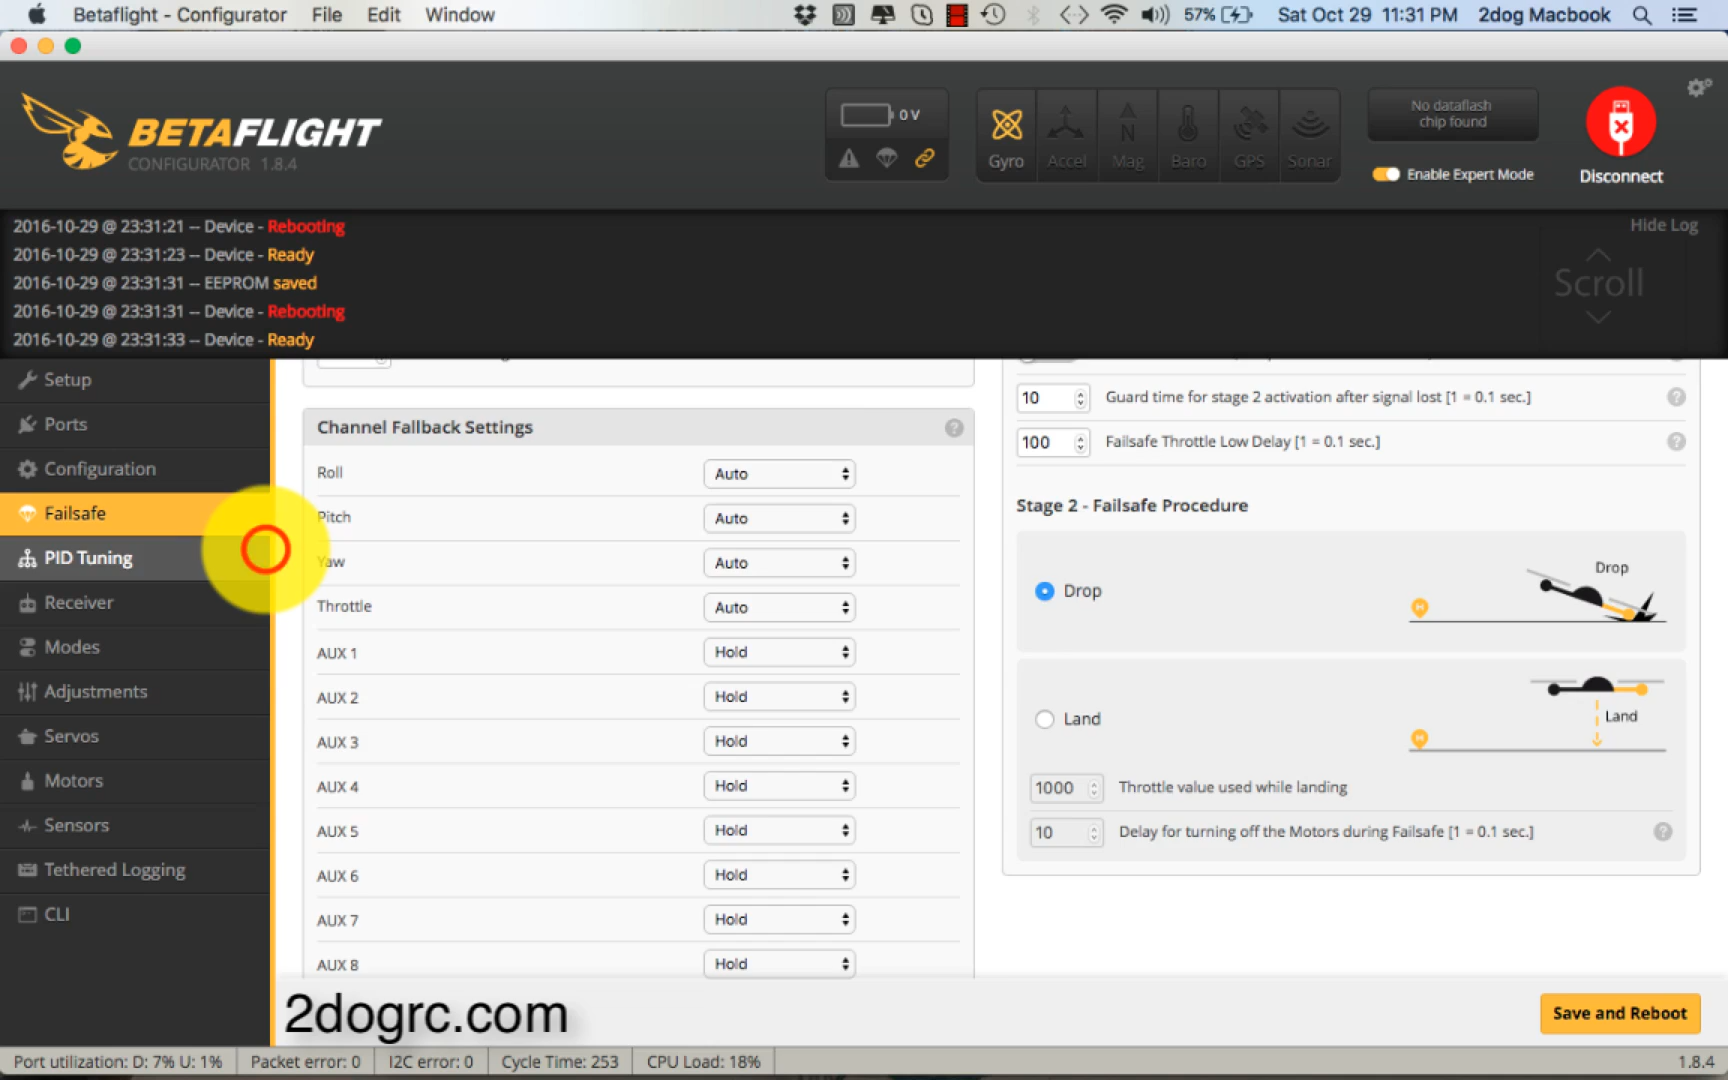 Betaflight - Configurator File Edit Window 57% Sat Oct 29 11:31 PM 2dog Macbook
BETAFLIGHT
CONFIGURATOR 1.8.4
0 V
Gyro Accel Mag Baro GPS Sonar
No dataflash
chip found
Enable Expert Mode
Disconnect
2016-10-29 @ 23:31:21 -- Device - Rebooting
2016-10-29 @ 23:31:23 -- Device - Ready
2016-10-29 @ 23:31:31 -- EEPROM saved
2016-10-29 @ 23:31:31 -- Device - Rebooting
2016-10-29 @ 23:31:33 -- Device - Ready
Hide Log
Scroll
Setup
Ports
Configuration
Failsafe
PID Tuning
Receiver
Modes
Adjustments
Servos
Motors
Sensors
Tethered Logging
CLI
Channel Fallback Settings ?
Roll Auto
Pitch Auto
Yaw Auto
Throttle Auto
AUX 1 Hold
AUX 2 Hold
AUX 3 Hold
AUX 4 Hold
AUX 5 Hold
AUX 6 Hold
AUX 7 Hold
AUX 8 Hold
10 Guard time for stage 2 activation after signal lost [1 = 0.1 sec.] ?
100 Failsafe Throttle Low Delay [1 = 0.1 sec.] ?
Stage 2 - Failsafe Procedure
Drop
Drop
H
Land
Land
H
1000 Throttle value used while landing
10 Delay for turning off the Motors during Failsafe [1 = 0.1 sec.] ?
2dogrc.com
Save and Reboot
Port utilization: D: 7% U: 1% Packet error: 0 I2C error: 0 Cycle Time: 253 CPU Load: 18% 1.8.4